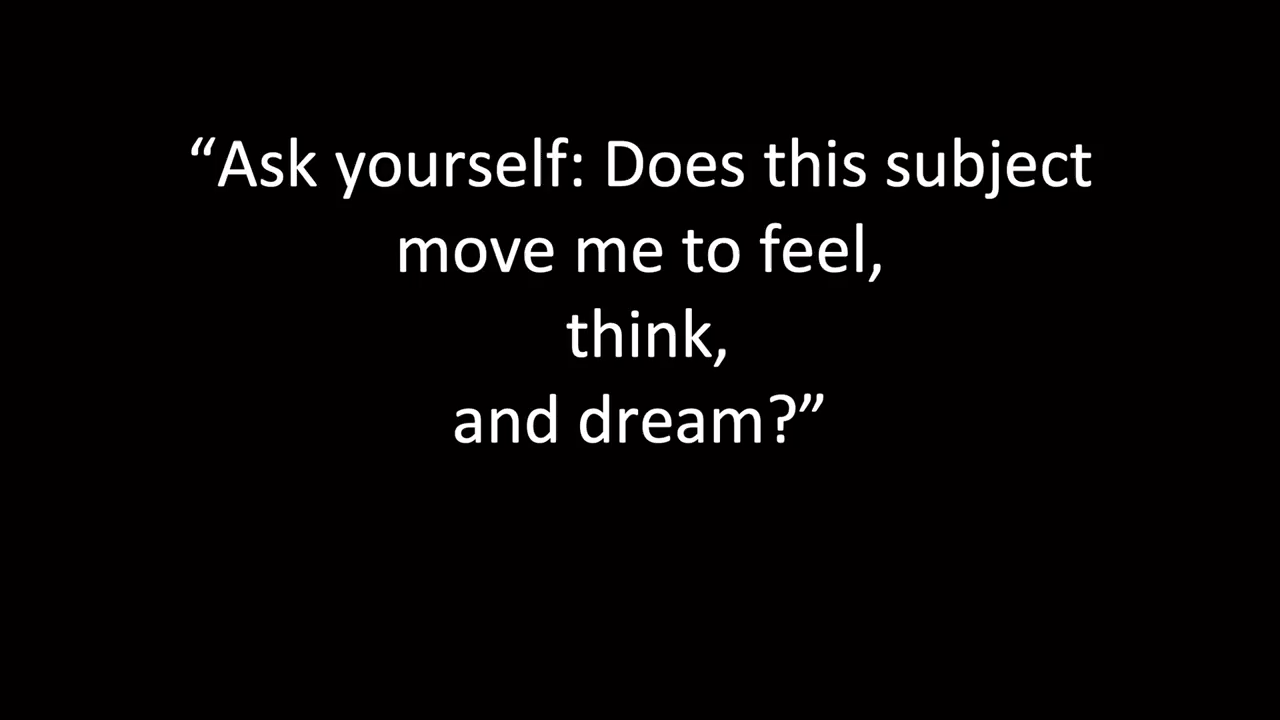 “Ask yourself: Does this subject
move me to feel,
think,
and dream?”